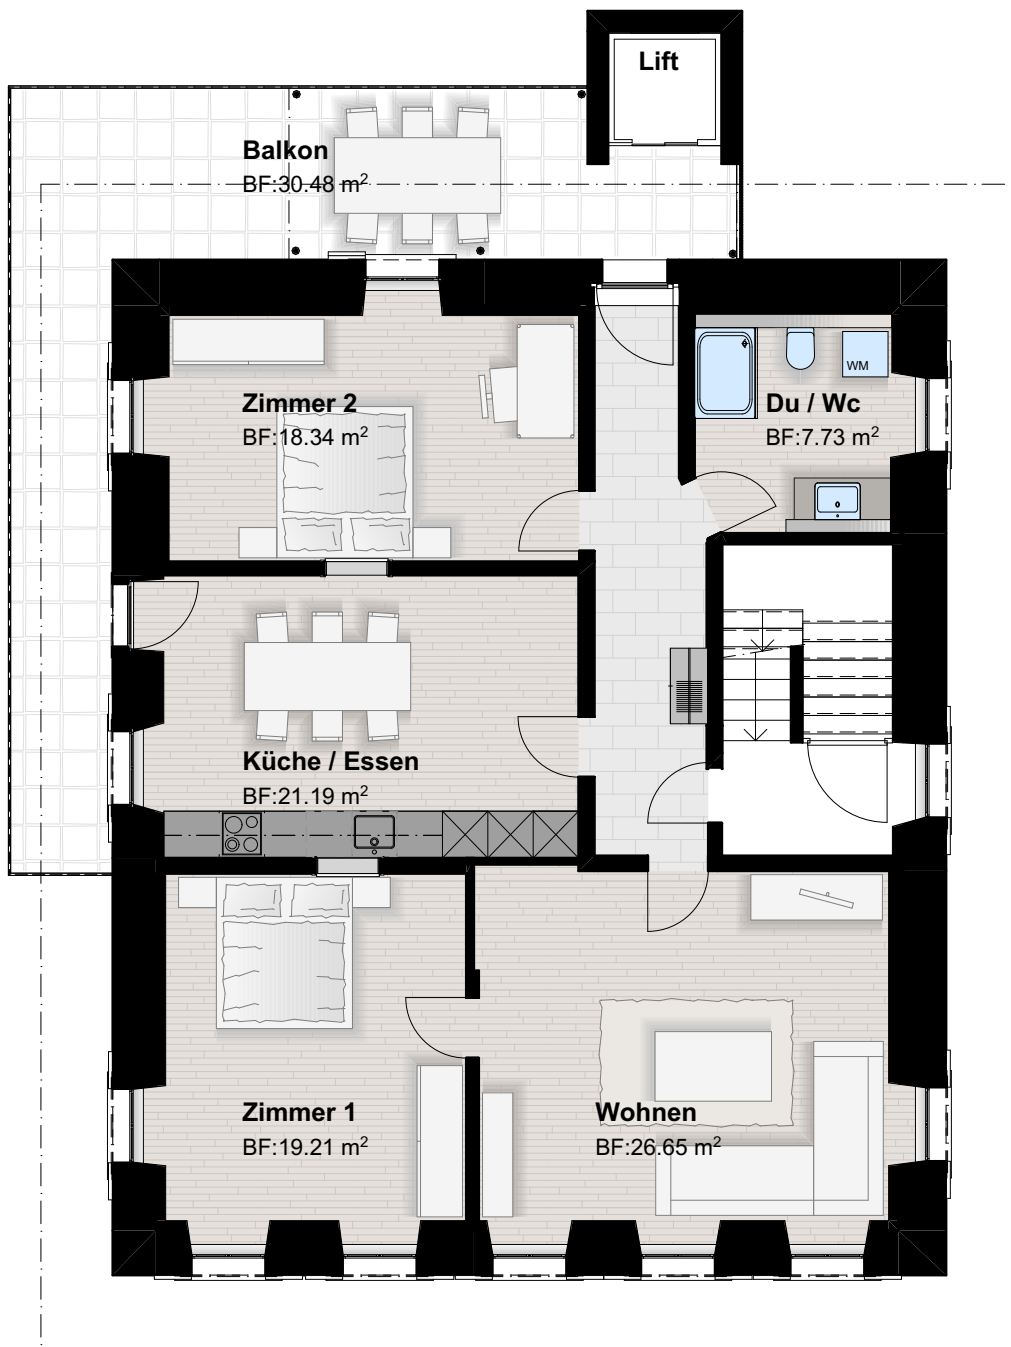 Lift
Balkon
BF:30.48 m²
Zimmer 2
BF:18.34 m²
WM
Du / Wc
BF:7.73 m²
Küche / Essen
BF:21.19 m²
Zimmer 1
BF:19.21 m²
Wohnen
BF:26.65 m²